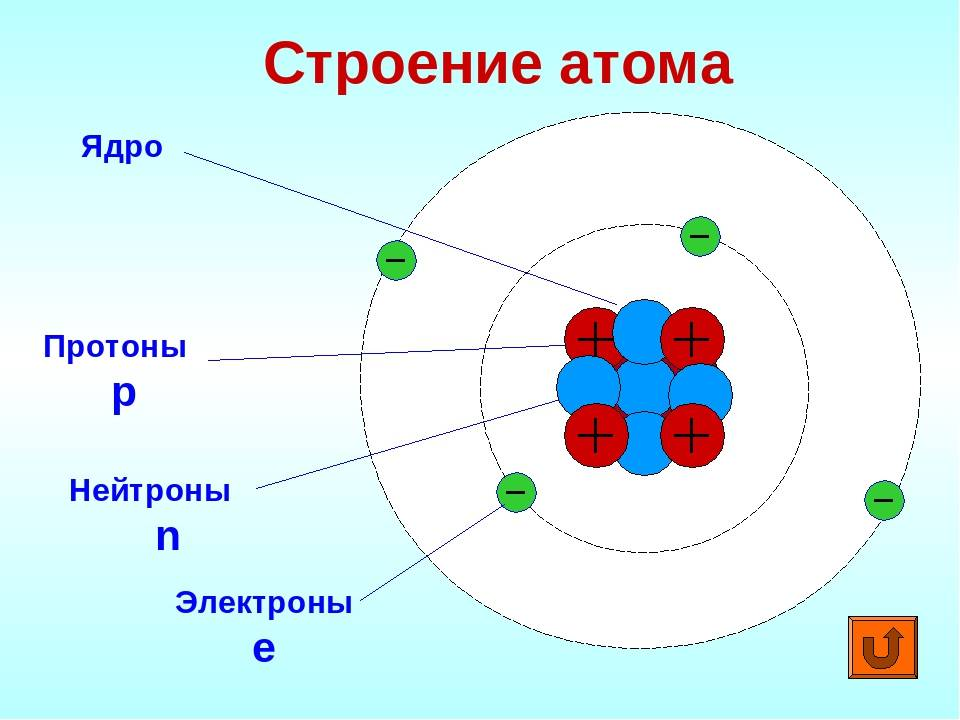 Строение атома
Ядро
Протоны
p
Нейтроны
n
Электроны
e